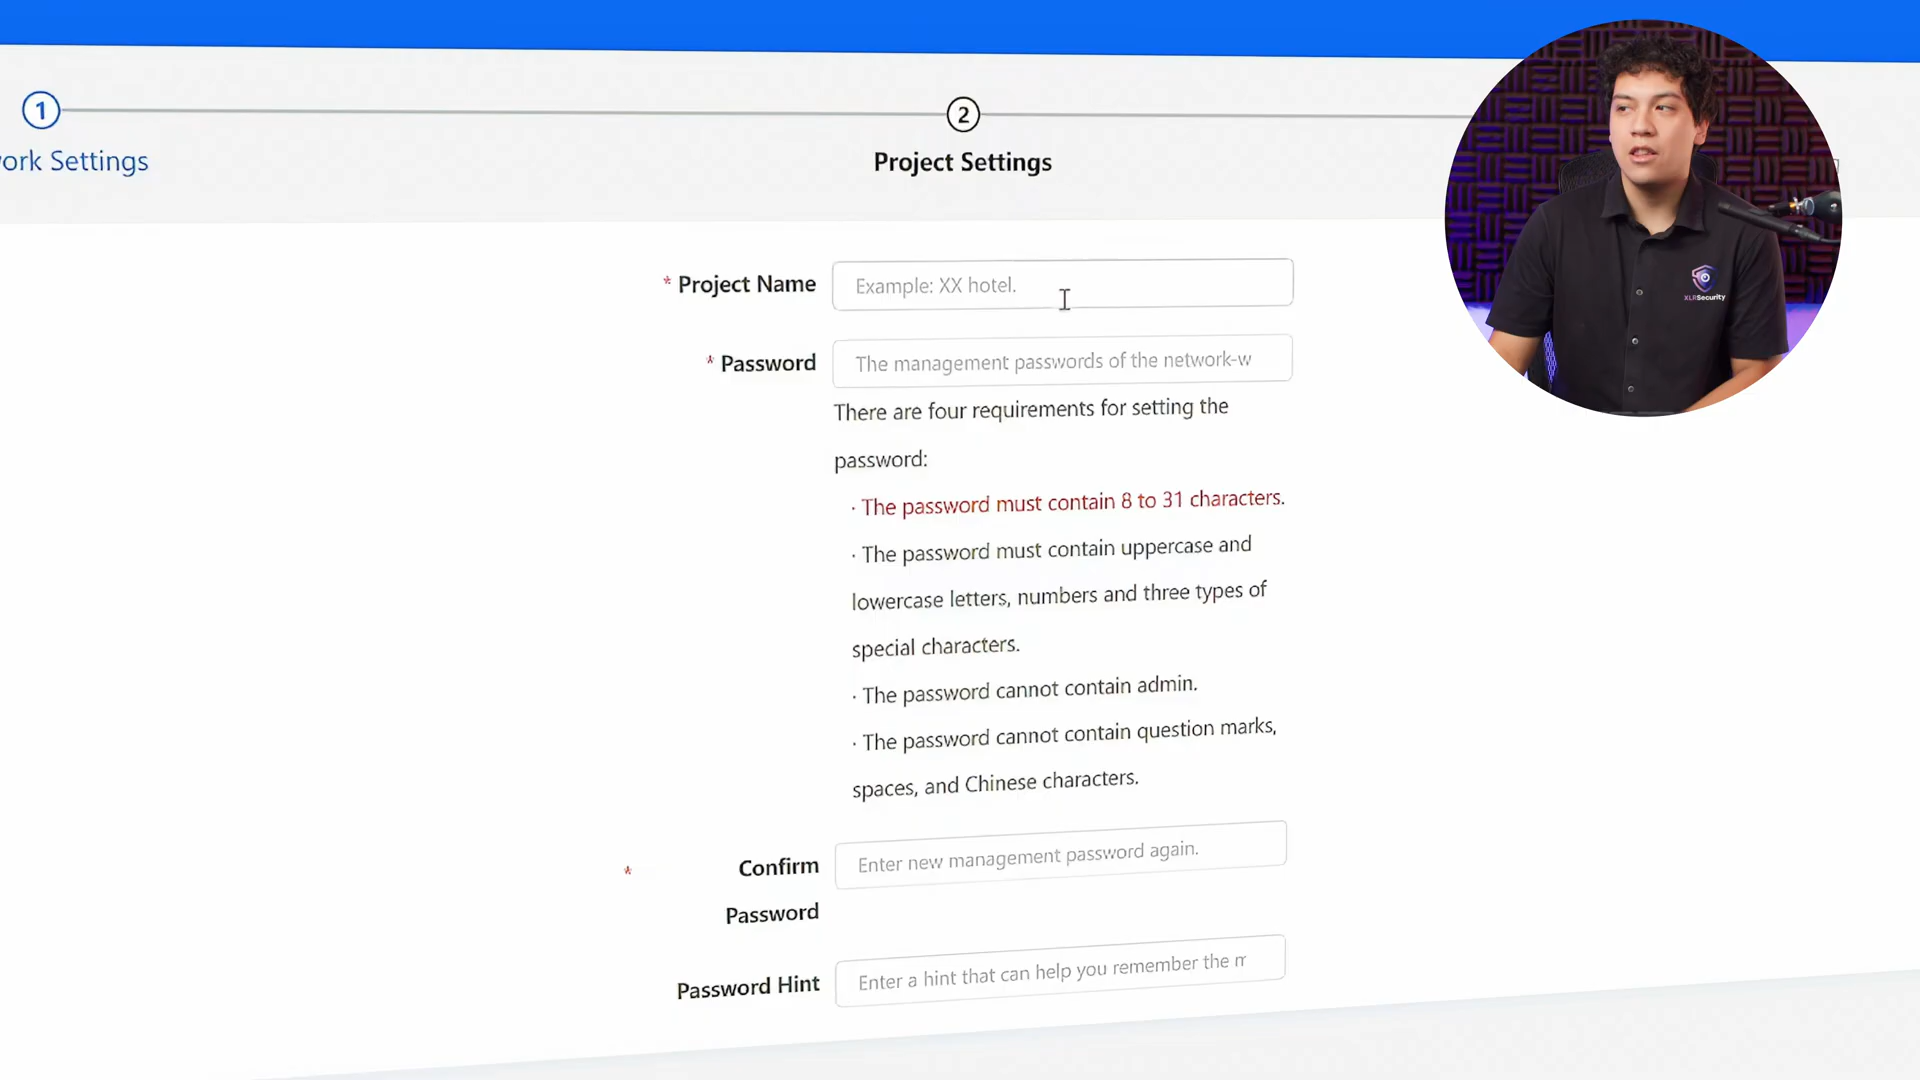 1
2
ork Settings
Project Settings
* Project Name
Example: XX hotel.
* Password
The management passwords of the network-w
There are four requirements for setting the
password:
· The password must contain 8 to 31 characters.
· The password must contain uppercase and
lowercase letters, numbers and three types of
special characters.
· The password cannot contain admin.
· The password cannot contain question marks,
spaces, and Chinese characters.
* Confirm
Password
Enter new management password again.
Password Hint
Enter a hint that can help you remember the
XLRSecurity